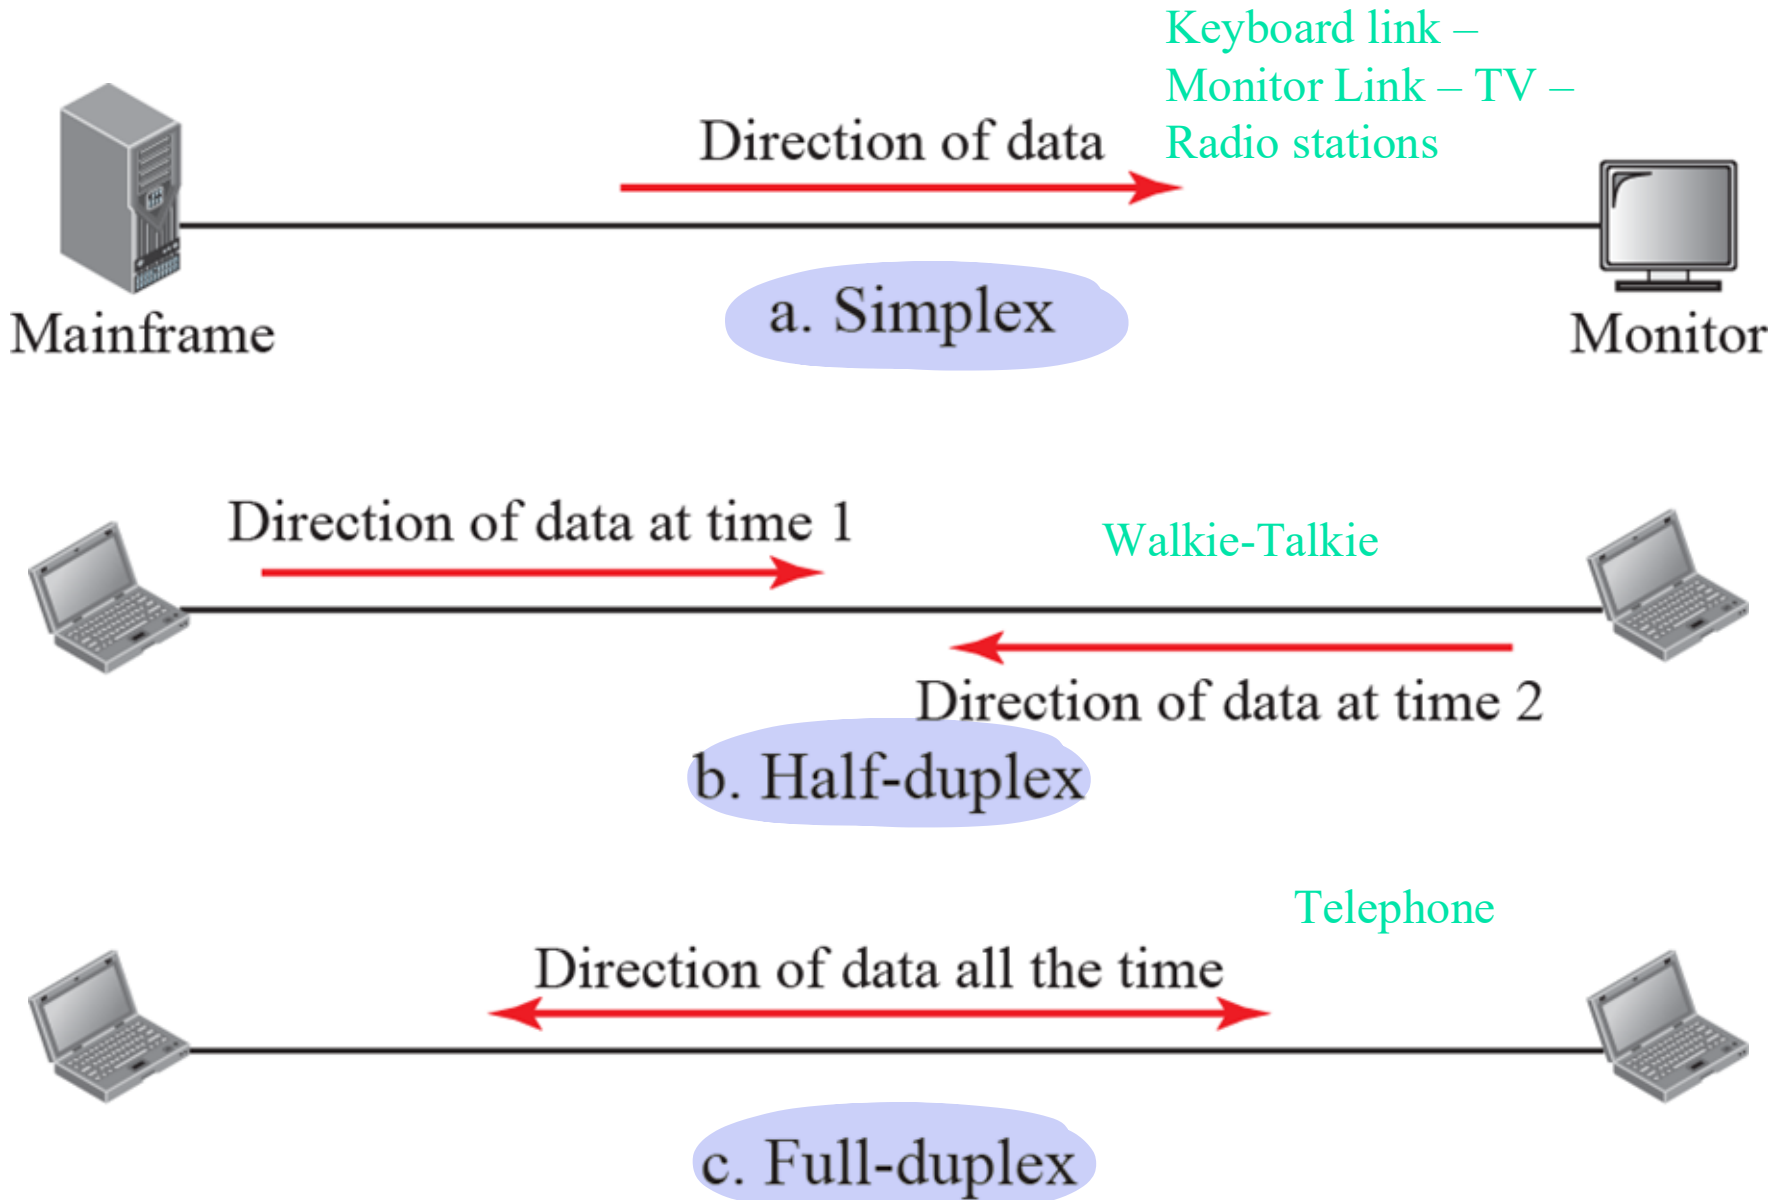 Keyboard link –
Monitor Link – TV –
Radio stations
Direction of data
a. Simplex
Mainframe
Monitor
Direction of data at time 1
Walkie-Talkie
Direction of data at time 2
b. Half-duplex
Telephone
Direction of data all the time
c. Full-duplex